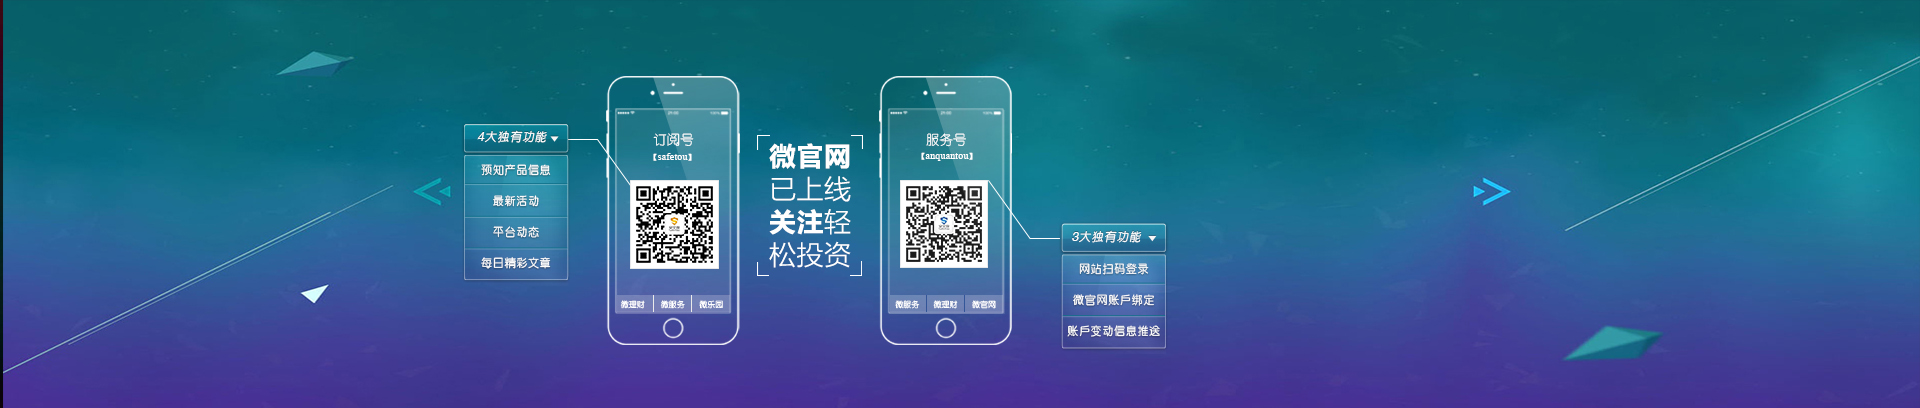 4大独有功能
预知产品信息
最新活动
平台动态
每日精彩文章
订阅号
【safetou】
微理财
微服务
微乐园
微官网
已上线
关注轻
松投资
服务号
【anquantou】
微服务
微理财
微官网
3大独有功能
网站扫码登录
微官网账戶绑定
账戶变动信息推送